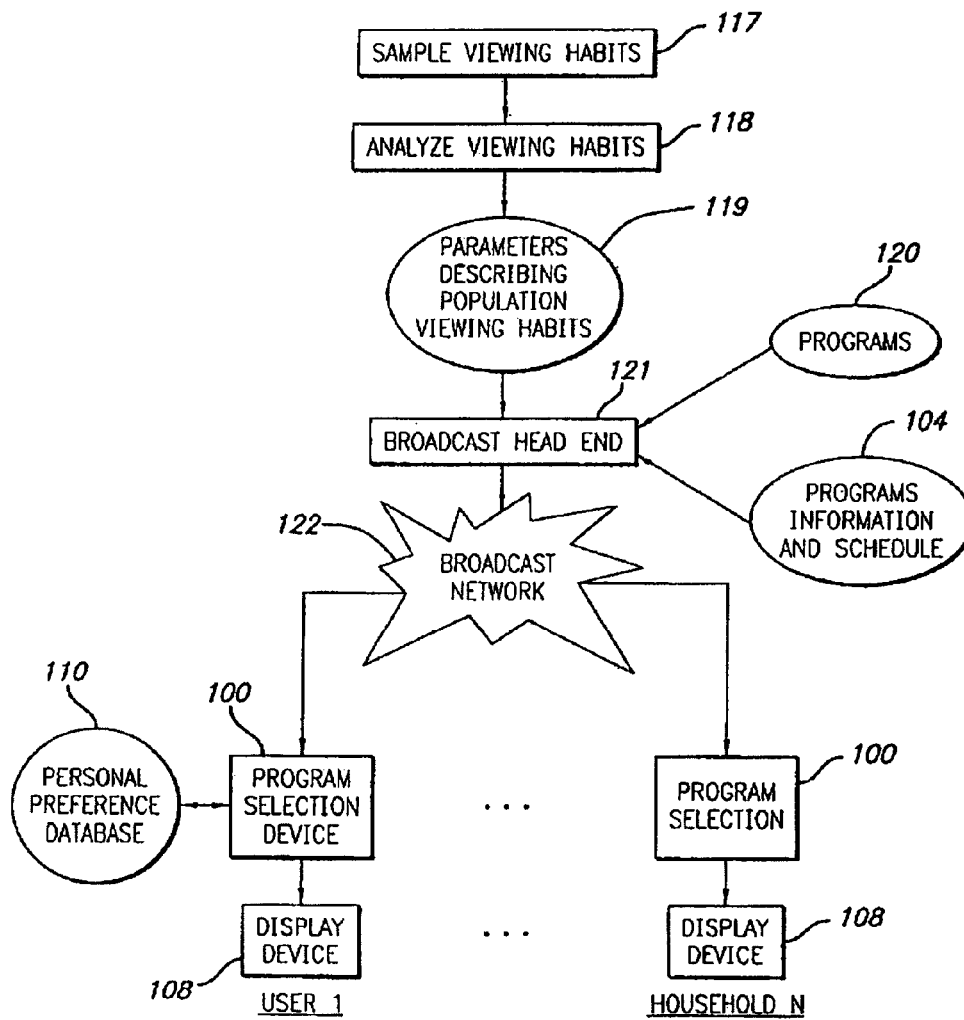 117
SAMPLE VIEWING HABITS
118
ANALYZE VIEWING HABITS
119
PARAMETERS
DESCRIBING
POPULATION
VIEWING HABITS
120
PROGRAMS
121
BROADCAST HEAD END
104
PROGRAMS
INFORMATION
AND SCHEDULE
122
BROADCAST
NETWORK
110
PERSONAL
PREFERENCE
DATABASE
100
PROGRAM
SELECTION
DEVICE
...
100
PROGRAM
SELECTION
DISPLAY
DEVICE
108
...
DISPLAY
DEVICE
108
USER 1
HOUSEHOLD N